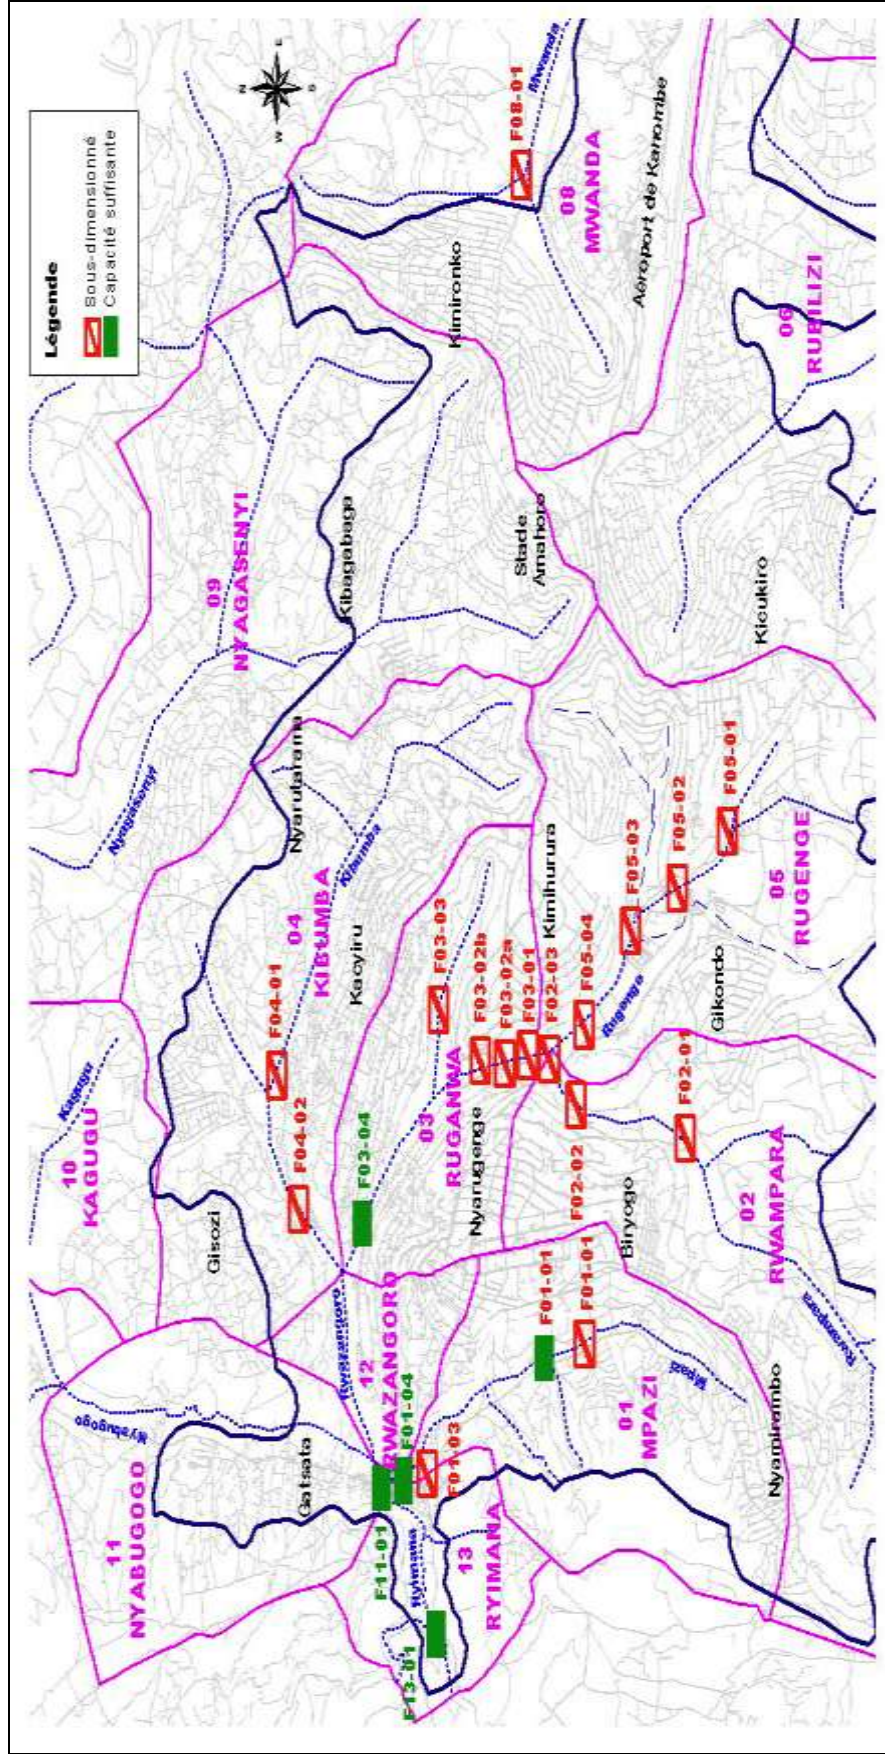 Légende
Sous-dimensionné
Capacité suffisante
N
E
S
W
11
NYABUGOGO
Nyabugogo
Gatsata
10
KAGUGU
Kagugu
Gisozi
09
NYAGASENYI
Nyagasenyi
Nyarutarama
Kibagabaga
04
KIBUMBA
Kibumba
Kacyiru
F04-01
F04-02
F03-04
12
RWAZANGORO
Rwazangoro
F01-04
F11-01
F01-03
F13-01
Ryimana
13
RYIMANA
03
RUGANWA
F03-03
F03-02b
F03-02a
F03-01
F02-03
Nyarugenge
Kimihurura
Kimironko
Stade
Amahoro
F08-01
Mwanda
08
MWANDA
Aéroport de Kanombe
F01-01
F01-01
Mpazi
01
MPAZI
Nyamirambo
Biryogo
F02-02
F02-01
02
RWAMPARA
Rwampara
F05-04
Rugenge
F05-03
F05-02
F05-01
Gikondo
05
RUGENGE
Kicukiro
06
RUBILIZI